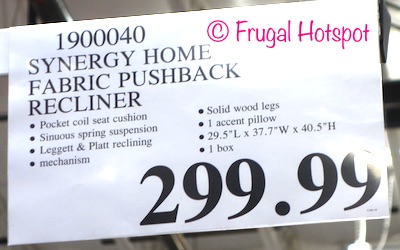 © Frugal Hotspot
1900040
SYNERGY HOME
FABRIC PUSHBACK
RECLINER
• Pocket coil seat cushion
• Sinuous spring suspension
• Leggett & Platt reclining
• mechanism
• Solid wood legs
• 1 accent pillow
• 29.5"L x 37.7"W x 40.5"H
• 1 box
299.99